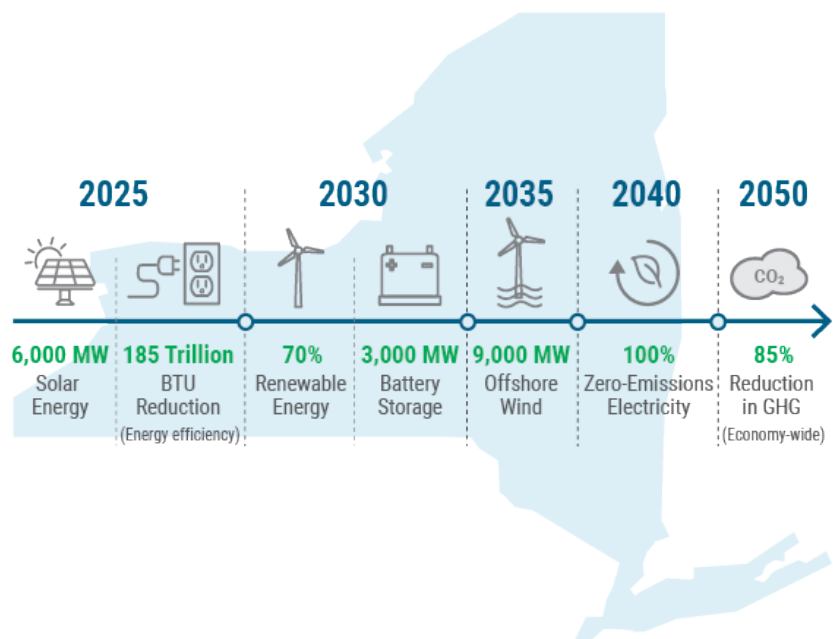 2025
2030
2035
2040
2050
CO₂
6,000 MW
Solar
Energy
185 Trillion
BTU
Reduction
(Energy efficiency)
70%
Renewable
Energy
3,000 MW
Battery
Storage
9,000 MW
Offshore
Wind
100%
Zero-Emissions
Electricity
85%
Reduction
in GHG
(Economy-wide)